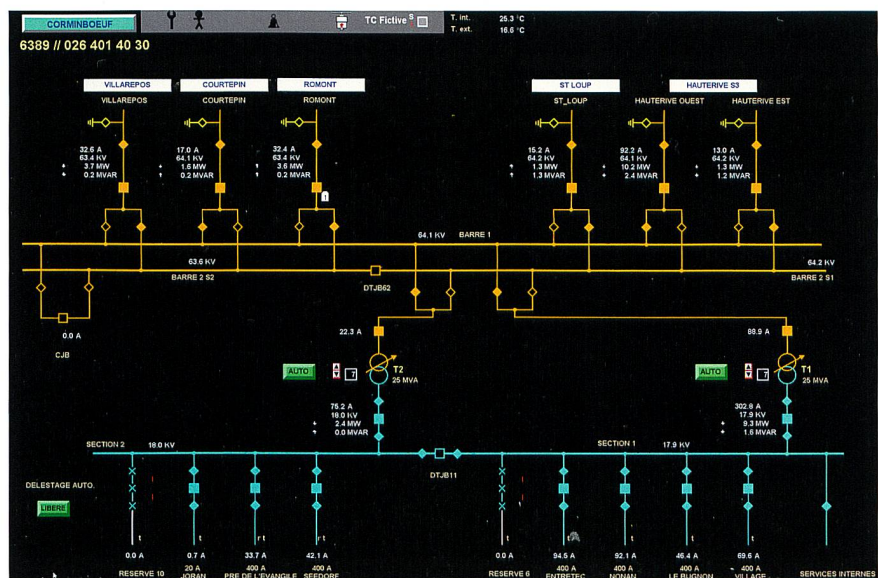 CORMINBOEUF
TC Fictive S
T. int. 25.3 °C
T. ext. 16.6 °C
6389 // 026 401 40 30
VILLAREPOS COURTEPIN ROMONT ST LOUP HAUTERIVE S3
VILLAREPOS COURTEPIN ROMONT ST_LOUP HAUTERIVE OUEST HAUTERIVE EST
32.6 A 17.0 A 32.4 A 15.2 A 92.2 A 13.0 A
63.4 KV 64.1 KV 63.4 KV 64.2 KV 64.1 KV 64.2 KV
3.7 MW 1.6 MW 3.6 MW 1.3 MW 10.2 MW 1.3 MW
0.2 MVAR 0.2 MVAR 0.2 MVAR 1.3 MVAR 2.4 MVAR 1.2 MVAR
64.1 KV BARRE 1
63.6 KV 64.2 KV
BARRE 2 S2 BARRE 2 S1
DTJB62
0.0 A 22.3 A 88.9 A
CJB
AUTO 7 T2 AUTO 7 T1
25 MVA 25 MVA
75.2 A 302.8 A
18.0 KV 17.9 KV
2.4 MW 9.3 MW
0.0 MVAR 1.6 MVAR
SECTION 2 18.0 KV SECTION 1 17.9 KV
DTJB11
DELESTAGE AUTO.
LIBERE
t r t r t t t t t
0.0 A 0.7 A 33.7 A 42.1 A 0.0 A 94.5 A 92.1 A 46.4 A 69.6 A
20 A 400 A 400 A 400 A 400 A 400 A 400 A
RESERVE 10 JORAN PRE DE L'EVANGILE SEEDORF RESERVE 6 ENTRETEC NONAN LE BUGNON VILLAGE SERVICES INTERNES